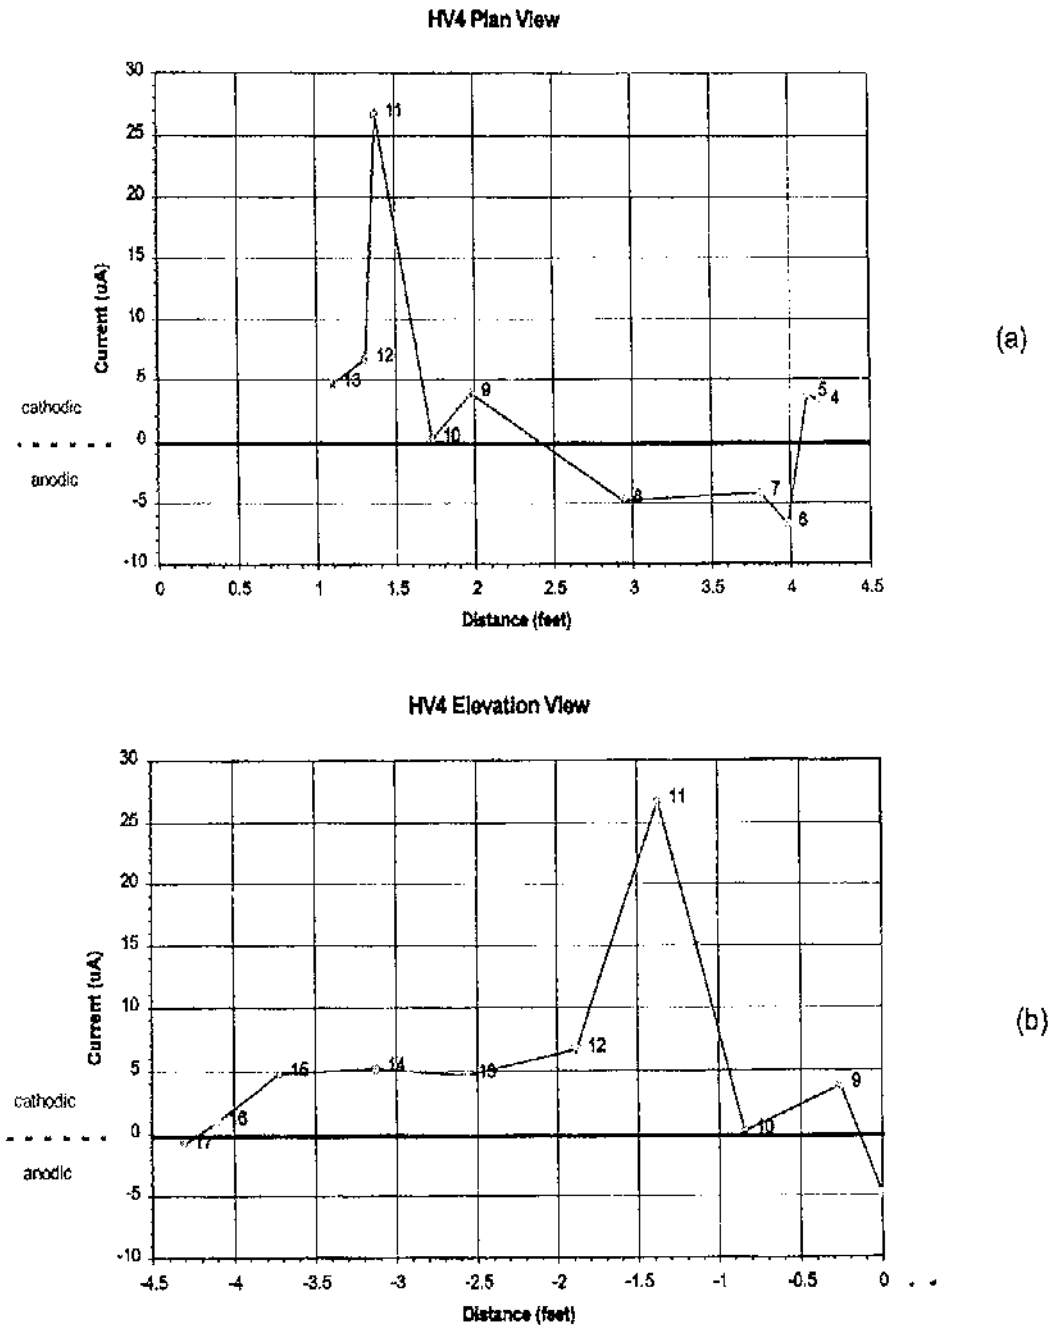 HV4 Plan View
30
25
20
15
10
5
0
-5
-10
Current (uA)
cathodic
anodic
11
12
13
10
9
8
7
6
5
4
0 0.5 1 1.5 2 2.5 3 3.5 4 4.5
Distance (feet)
(a)
HV4 Elevation View
30
25
20
15
10
5
0
-5
-10
Current (uA)
cathodic
anodic
17
16
15
14
13
12
11
10
9
-4.5 -4 -3.5 -3 -2.5 -2 -1.5 -1 -0.5 0
Distance (feet)
(b)